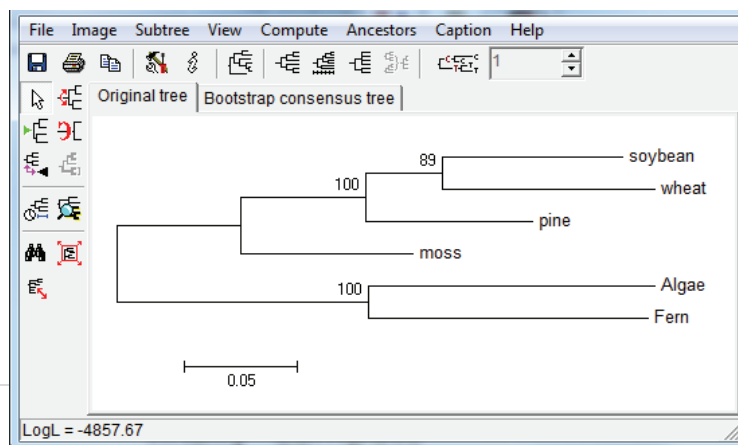 File Image Subtree View Compute Ancestors Caption Help
1
Original tree Bootstrap consensus tree
89 soybean
wheat
100
pine
moss
100 Algae
Fern
0.05
LogL = -4857.67